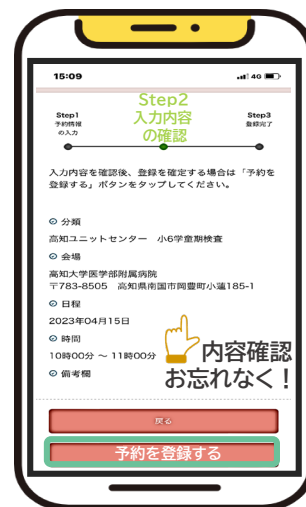 15:09
4G
Step1
予約情報
の入力
Step2
入力内容
の確認
Step3
登録完了
入力内容を確認後、登録を確定する場合は「予約を
登録する」ボタンをタップしてください。
分類
高知ユニットセンター　小6学童期検査
会場
高知大学医学部附属病院
〒783-8505　高知県南国市岡豊町小蓮185-1
日程
2023年04月15日
時間
10時00分 ～ 11時00分
備考欄
内容確認
お忘れなく！
戻る
予約を登録する